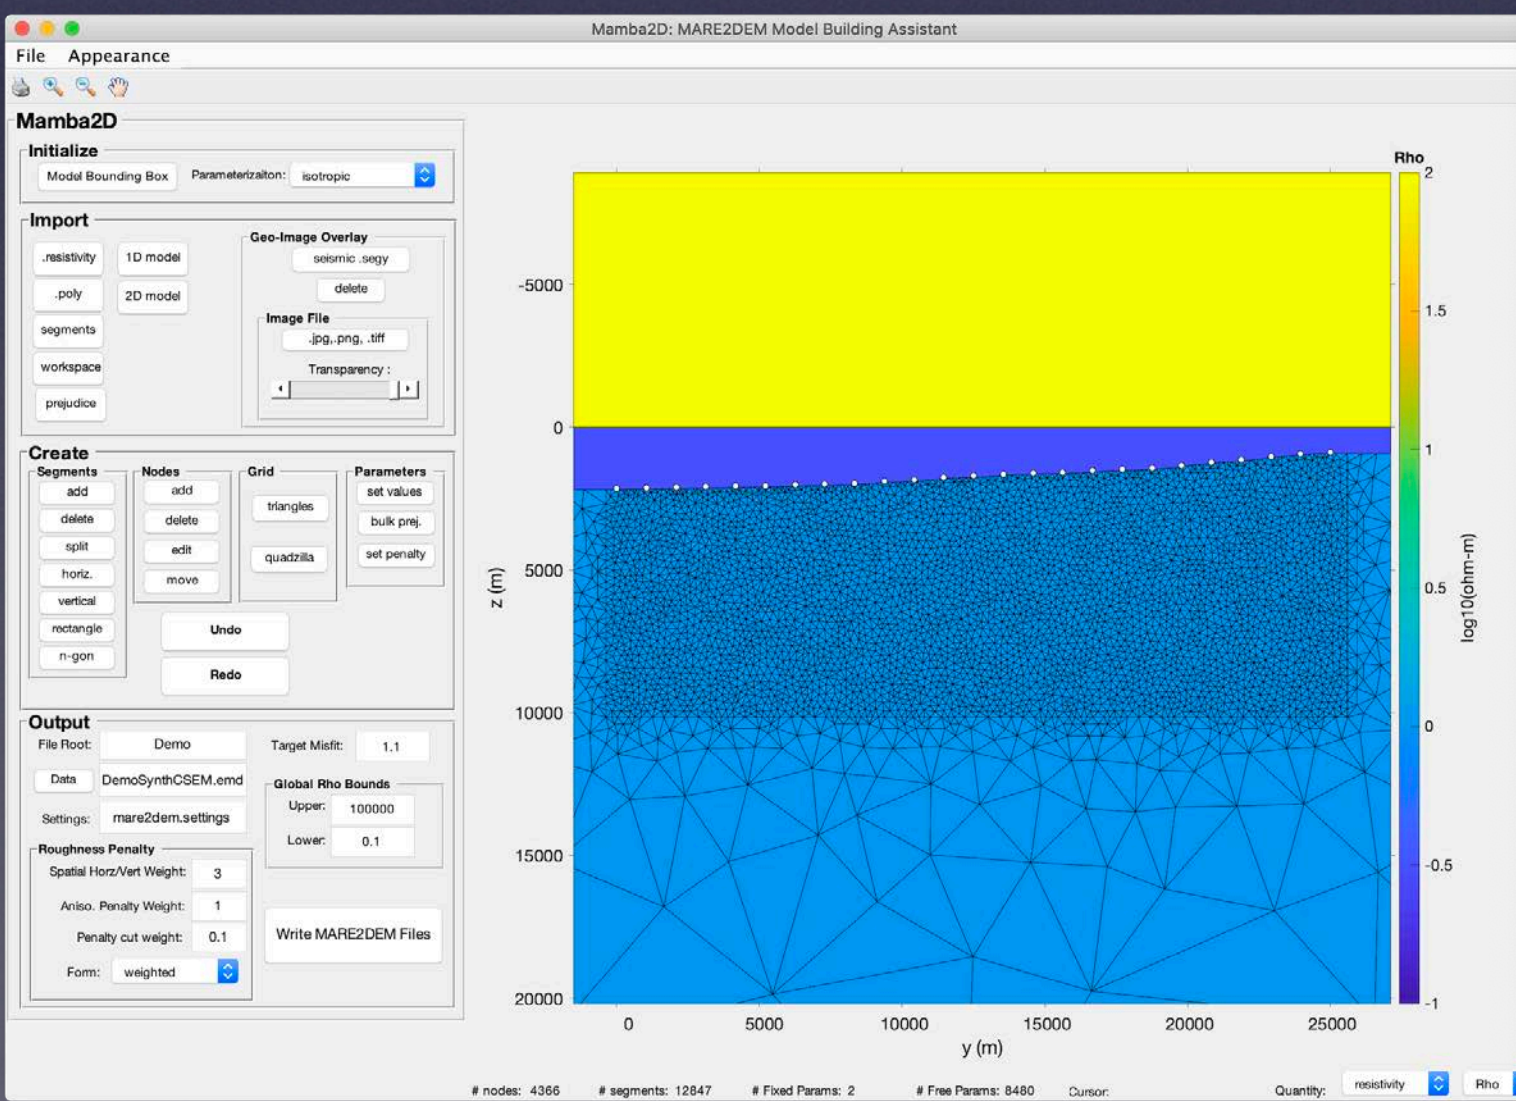 Mamba2D: MARE2DEM Model Building Assistant
File Appearance
Mamba2D
Initialize
Model Bounding Box Parameterizaiton: isotropic
Import
.resistivity 1D model
.poly 2D model
segments
workspace
prejudice
Geo-Image Overlay
seismic .segy
delete
Image File
.jpg,.png, .tiff
Transparency :
Create
Segments
add
delete
split
horiz.
vertical
rectangle
n-gon
Nodes
add
delete
edit
move
Grid
triangles
quadzilla
Parameters
set values
bulk prej.
set penalty
Undo
Redo
Output
File Root: Demo
Data DemoSynthCSEM.emd
Settings: mare2dem.settings
Target Misfit: 1.1
Global Rho Bounds
Upper: 100000
Lower: 0.1
Roughness Penalty
Spatial Horz/Vert Weight: 3
Aniso. Penalty Weight: 1
Penalty cut weight: 0.1
Form: weighted
Write MARE2DEM Files
z (m)
-5000
0
5000
10000
15000
20000
0 5000 10000 15000 20000 25000
y (m)
Rho
2
1.5
1
0.5
0
-0.5
-1
log10(ohm-m)
# nodes: 4366 # segments: 12847 # Fixed Params: 2 # Free Params: 8480 Cursor: Quantity: resistivity Rho